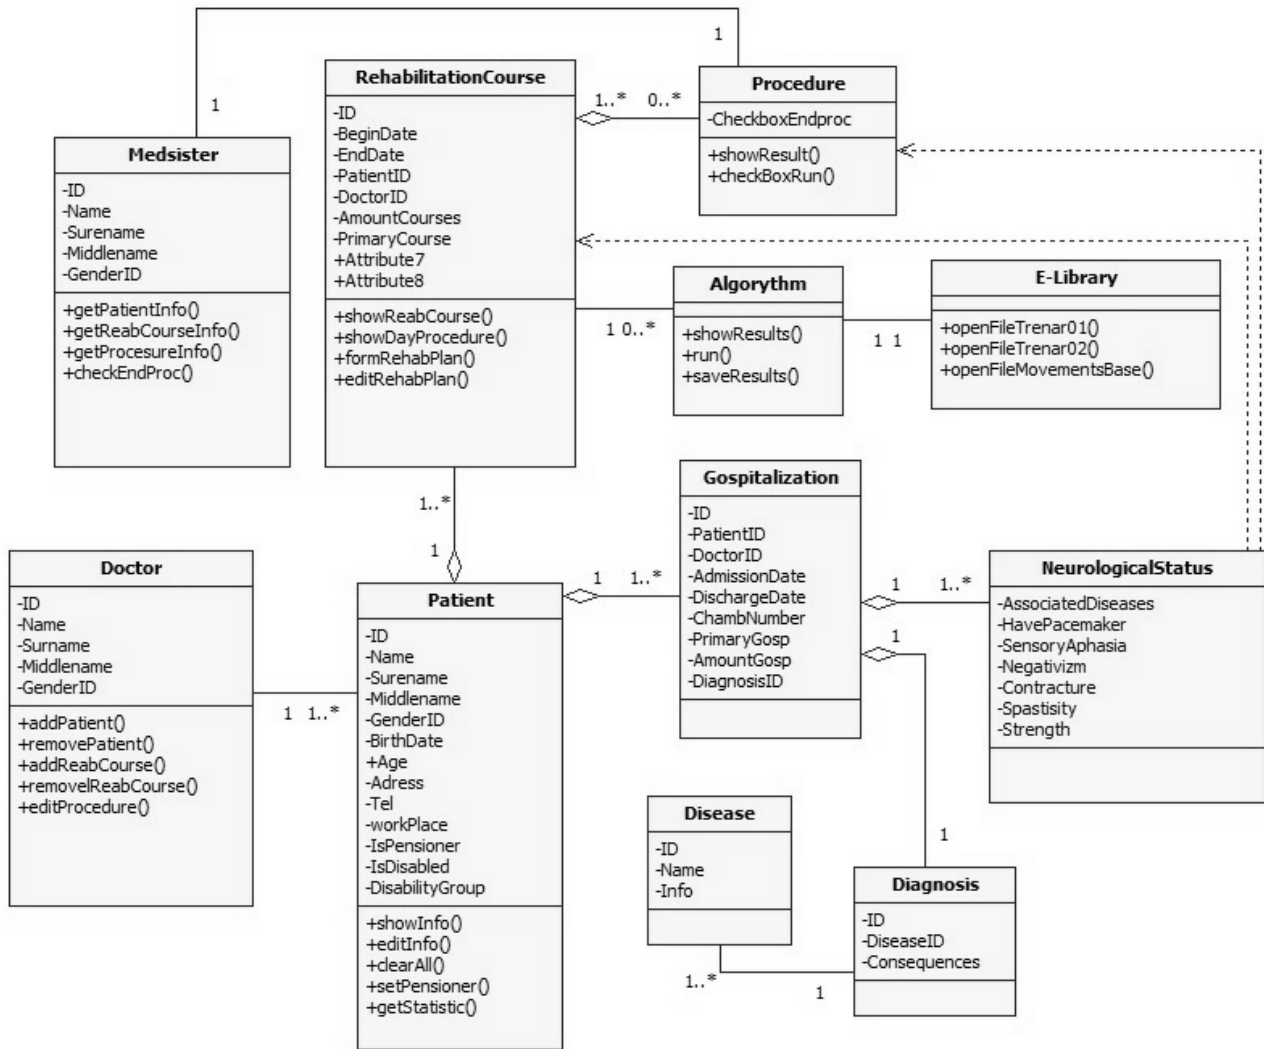 1
1
RehabilitationCourse
-ID
-BeginDate
-EndDate
-PatientID
-DoctorID
-AmountCourses
-PrimaryCourse
+Attribute7
+Attribute8
+showReabCourse()
+showDayProcedure()
+formRehabPlan()
+editRehabPlan()
1..* 0..*
Procedure
-CheckboxEndproc
+showResult()
+checkBoxRun()
Medsister
-ID
-Name
-Surename
-Middlename
-GenderID
+getPatientInfo()
+getReabCourseInfo()
+getProcesureInfo()
+checkEndProc()
1 0..*
Algorythm
+showResults()
+run()
+saveResults()
1 1
E-Library
+openFileTrenar01()
+openFileTrenar02()
+openFileMovementsBase()
1..*
1
Doctor
-ID
-Name
-Surname
-Middlename
-GenderID
+addPatient()
+removePatient()
+addReabCourse()
+removelReabCourse()
+editProcedure()
1 1..*
Patient
-ID
-Name
-Surename
-Middlename
-GenderID
-BirthDate
+Age
-Adress
-Tel
-workPlace
-IsPensioner
-IsDisabled
-DisabilityGroup
+showInfo()
+editInfo()
+clearAll()
+setPensioner()
+getStatistic()
1 1..*
Gospitalization
-ID
-PatientID
-DoctorID
-AdmissionDate
-DischargeDate
-ChambNumber
-PrimaryGosp
-AmountGosp
-DiagnosisID
1 1..*
1
NeurologicalStatus
-AssociatedDiseases
-HavePacemaker
-SensoryAphasia
-Negativizm
-Contracture
-Spastisity
-Strength
Disease
-ID
-Name
-Info
1
Diagnosis
-ID
-DiseaseID
-Consequences
1..* 1